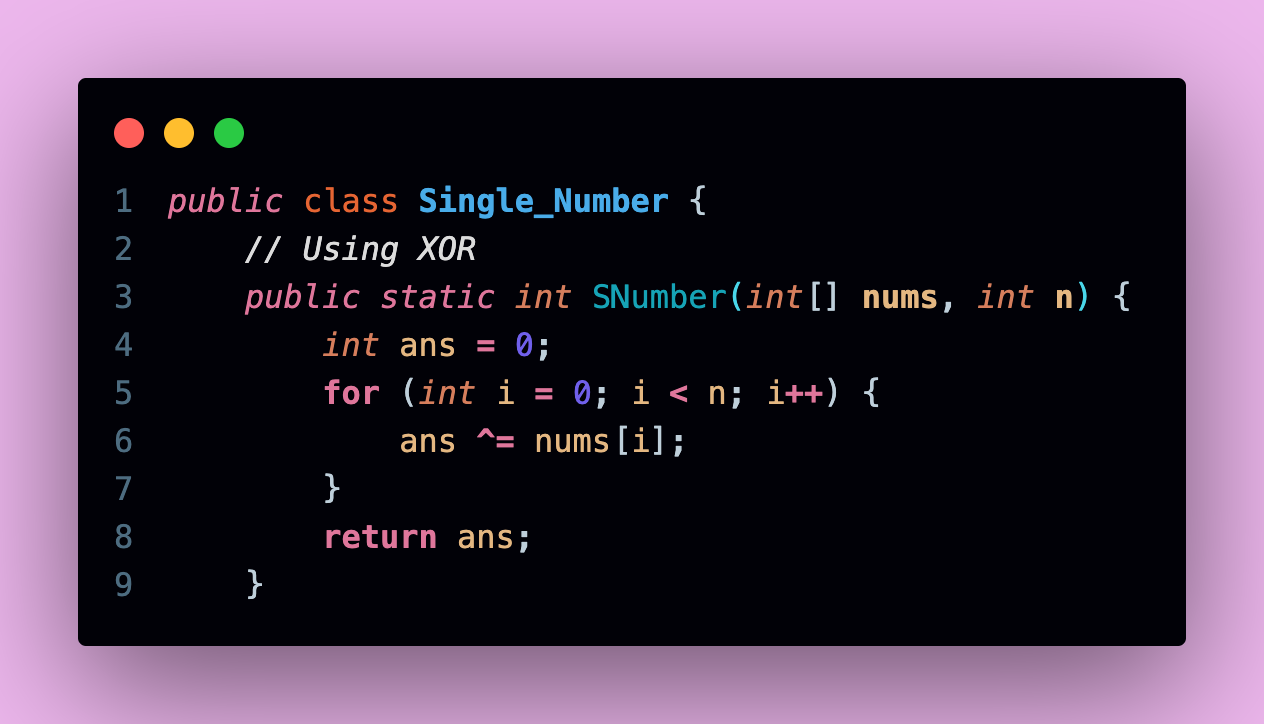 1 public class Single_Number {
2     // Using XOR
3     public static int SNumber(int[] nums, int n) {
4         int ans = 0;
5         for (int i = 0; i < n; i++) {
6             ans ^= nums[i];
7         }
8         return ans;
9     }